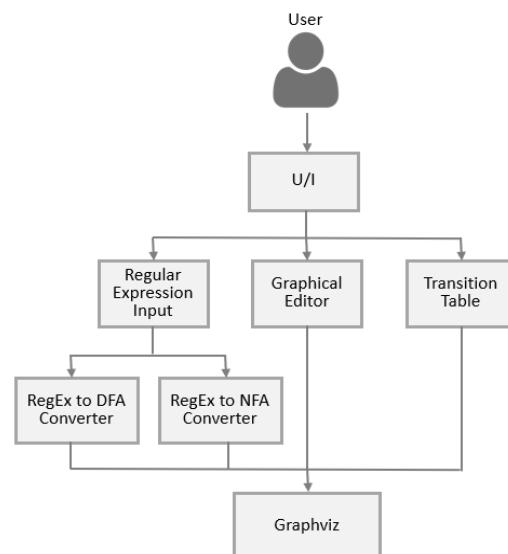 User
U/I
Regular
Expression
Input
Graphical
Editor
Transition
Table
RegEx to DFA
Converter
RegEx to NFA
Converter
Graphviz